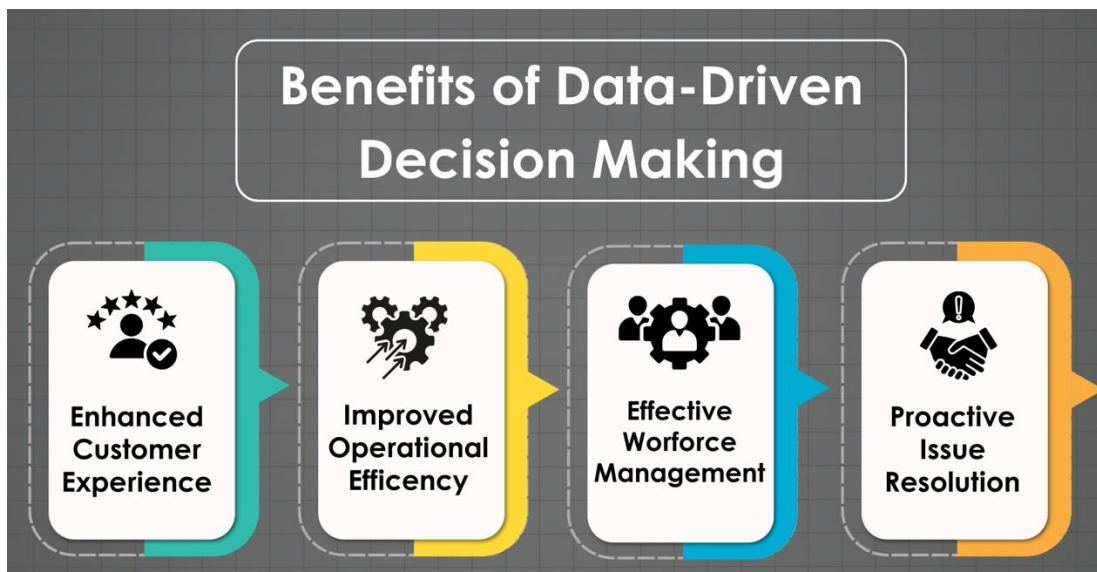 Benefits of Data-Driven
Decision Making
Enhanced
Customer
Experience
Improved
Operational
Efficency
Effective
Worforce
Management
Proactive
Issue
Resolution